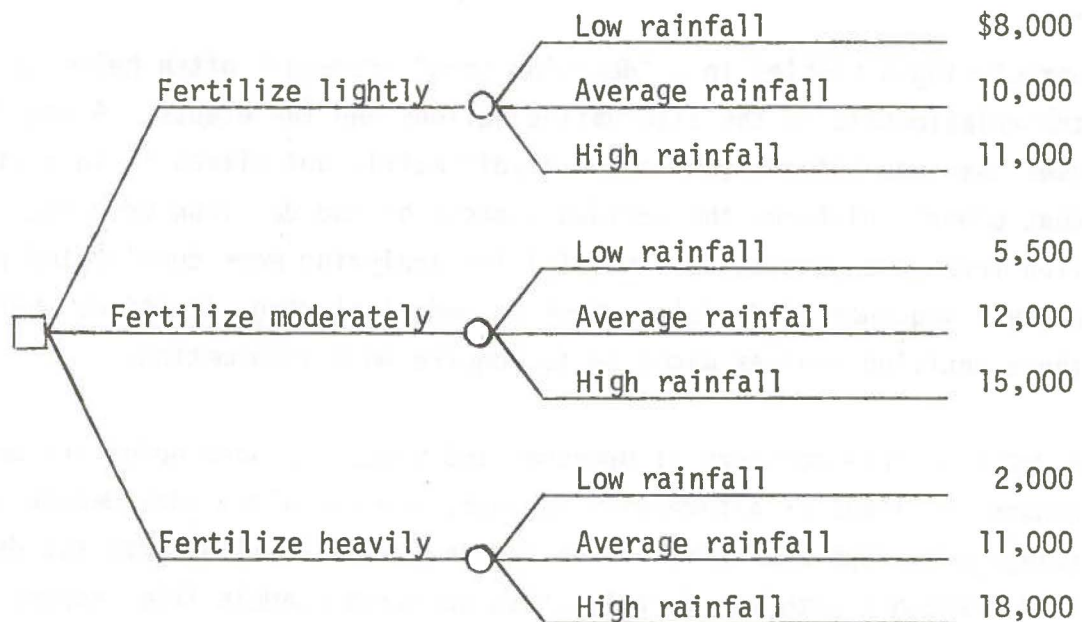 Low rainfall $8,000
Fertilize lightly Average rainfall 10,000
High rainfall 11,000
Low rainfall 5,500
Fertilize moderately Average rainfall 12,000
High rainfall 15,000
Low rainfall 2,000
Fertilize heavily Average rainfall 11,000
High rainfall 18,000